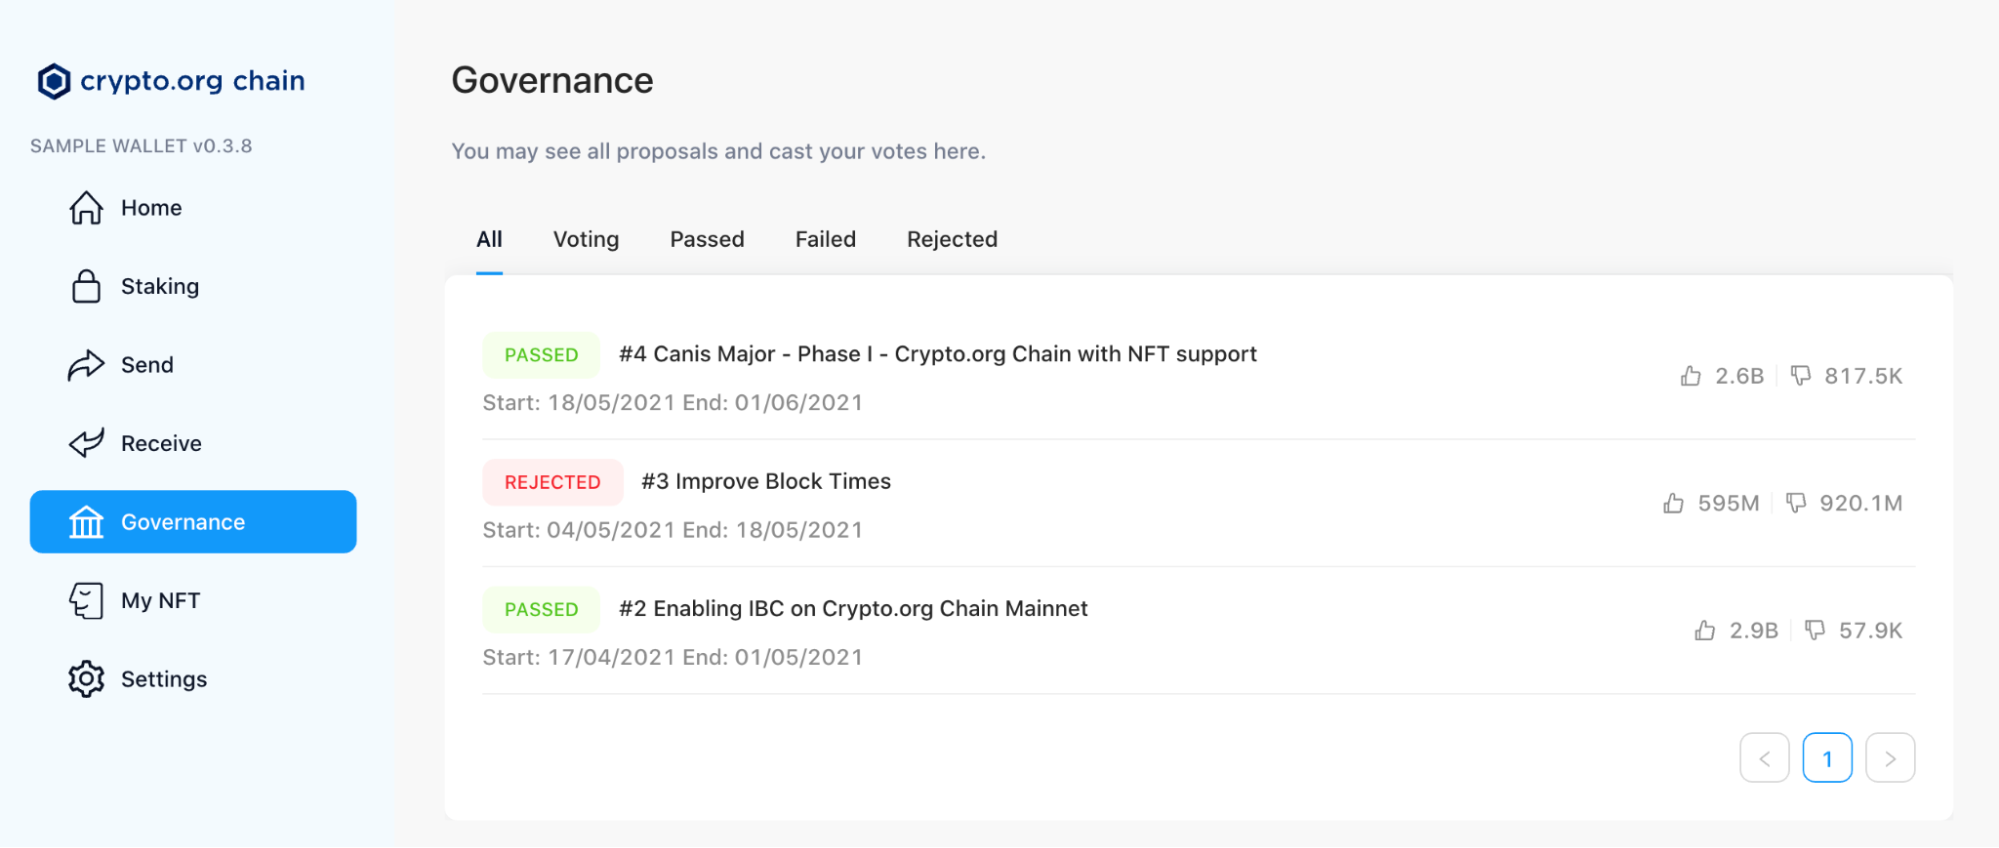 crypto.org chain
SAMPLE WALLET v0.3.8
Home
Staking
Send
Receive
Governance
My NFT
Settings
Governance
You may see all proposals and cast your votes here.
All Voting Passed Failed Rejected
PASSED #4 Canis Major - Phase I - Crypto.org Chain with NFT support
2.6B 817.5K
Start: 18/05/2021 End: 01/06/2021
REJECTED #3 Improve Block Times
595M 920.1M
Start: 04/05/2021 End: 18/05/2021
PASSED #2 Enabling IBC on Crypto.org Chain Mainnet
2.9B 57.9K
Start: 17/04/2021 End: 01/05/2021
< 1 >